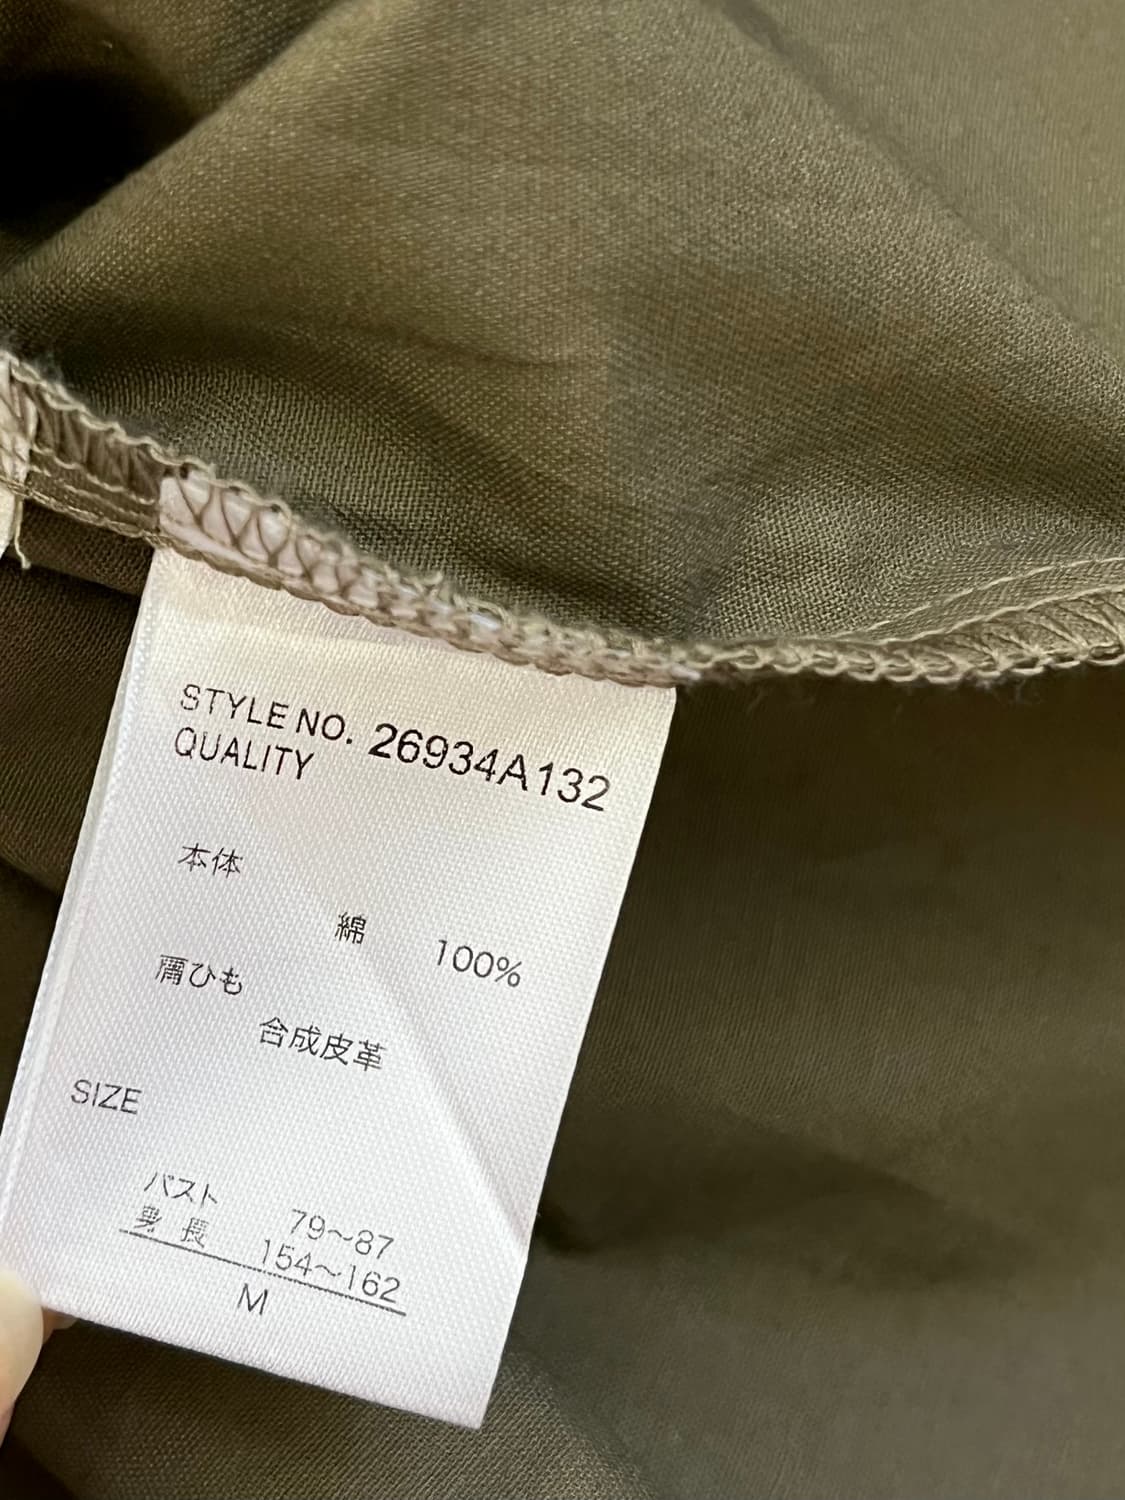 STYLE NO. 26934A132
QUALITY
本体
綿 100%
肩ひも
合成皮革
SIZE
バスト 79～87
身長 154～162
M